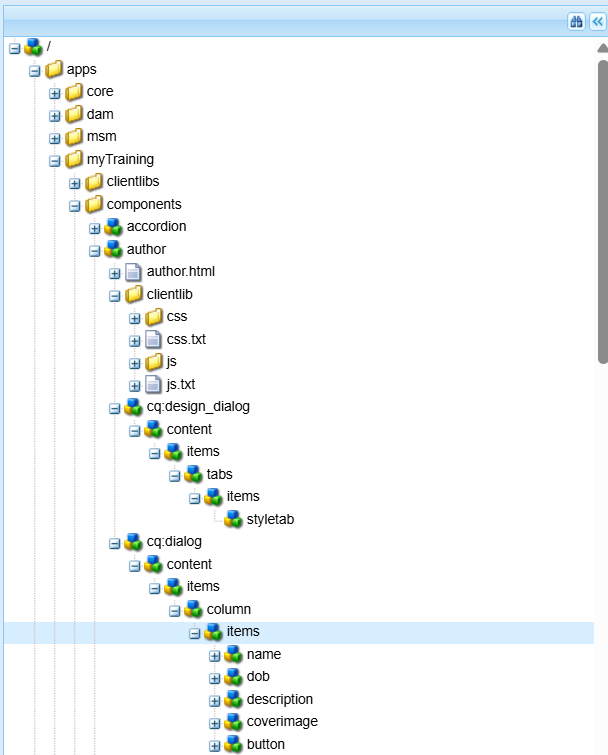 /
apps
core
dam
msm
myTraining
clientlibs
components
accordion
author
author.html
clientlib
css
css.txt
js
js.txt
cq:design_dialog
content
items
tabs
items
styletab
cq:dialog
content
items
column
items
name
dob
description
coverimage
button